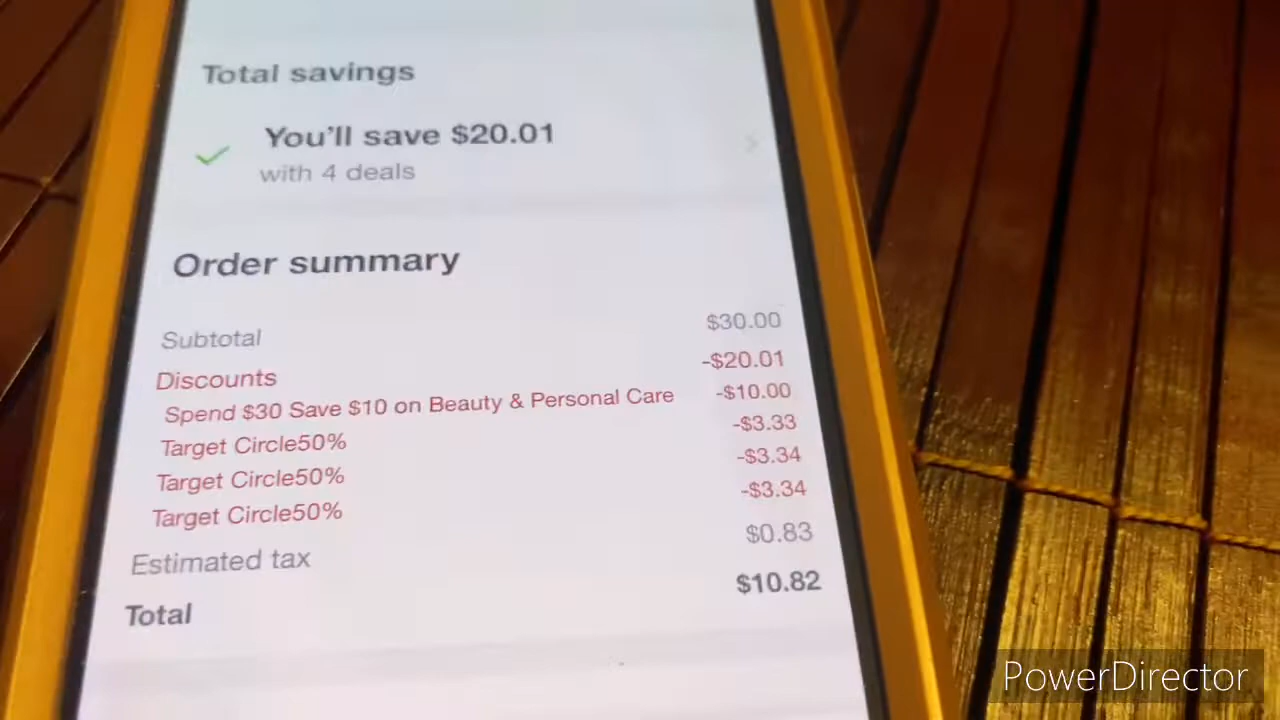 Total savings
You'll save $20.01
with 4 deals
Order summary
Subtotal $30.00
Discounts -$20.01
Spend $30 Save $10 on Beauty & Personal Care -$10.00
Target Circle50% -$3.33
Target Circle50% -$3.34
Target Circle50% -$3.34
Estimated tax $0.83
Total $10.82
PowerDirector